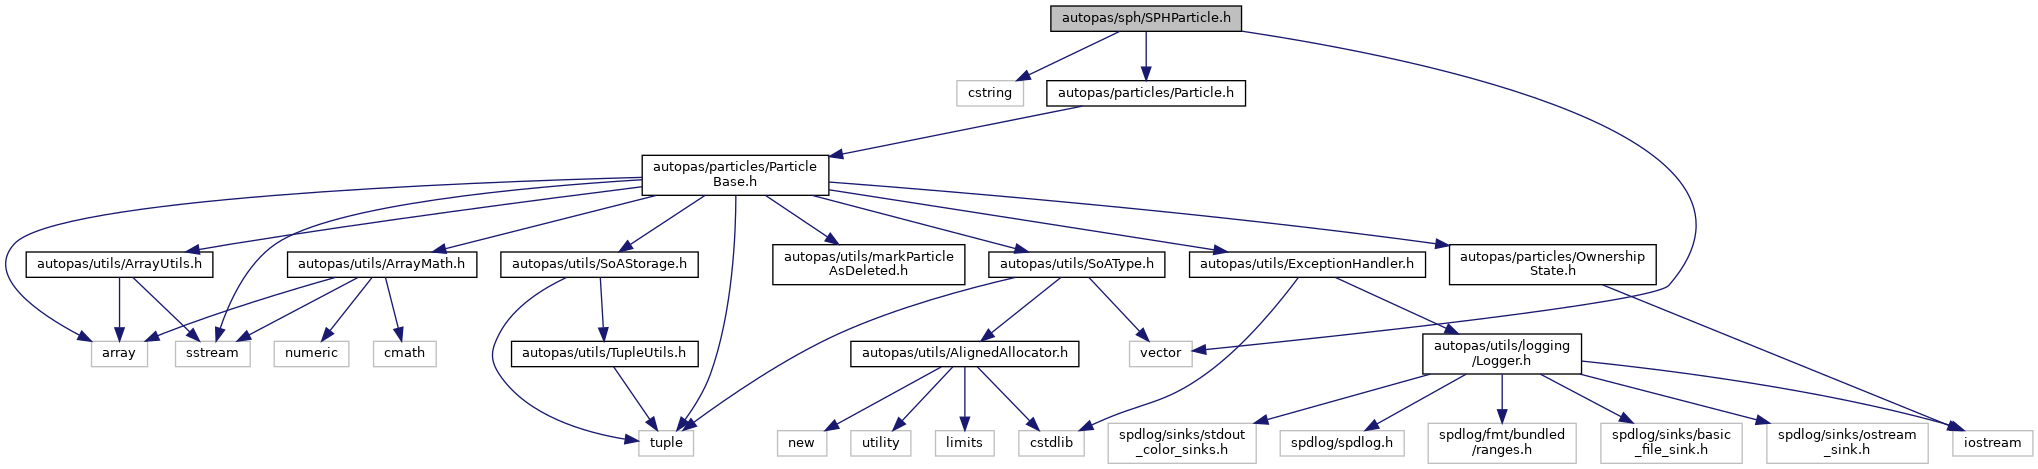 autopas/sph/SPHParticle.h
cstring
autopas/particles/Particle.h
autopas/particles/Particle
Base.h
autopas/utils/ArrayUtils.h
autopas/utils/ArrayMath.h
autopas/utils/SoAStorage.h
autopas/utils/markParticle
AsDeleted.h
autopas/utils/SoAType.h
autopas/utils/ExceptionHandler.h
autopas/particles/Ownership
State.h
array
sstream
numeric
cmath
autopas/utils/TupleUtils.h
autopas/utils/AlignedAllocator.h
vector
autopas/utils/logging
/Logger.h
tuple
new
utility
limits
cstdlib
spdlog/sinks/stdout
_color_sinks.h
spdlog/spdlog.h
spdlog/fmt/bundled
/ranges.h
spdlog/sinks/basic
_file_sink.h
spdlog/sinks/ostream
_sink.h
iostream